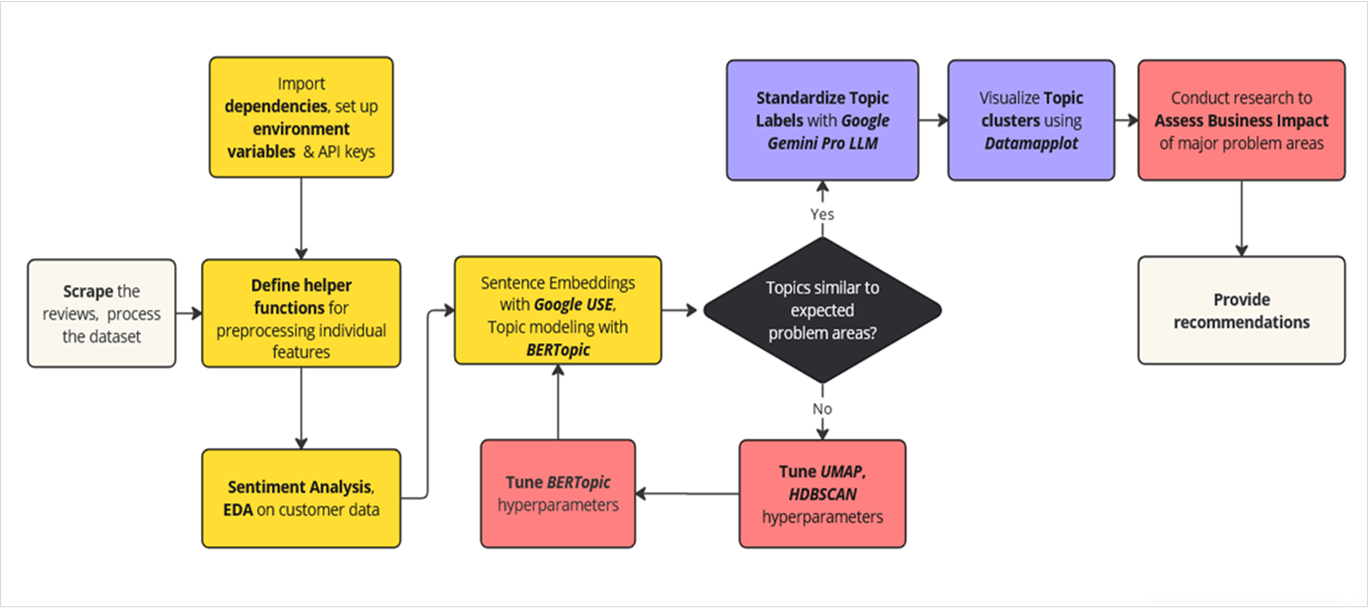 Import
dependencies, set up
environment
variables & API keys
Scrape the
reviews, process
the dataset
Define helper
functions for
preprocessing individual
features
Sentiment Analysis,
EDA on customer data
Sentence Embeddings
with Google USE,
Topic modeling with
BERTopic
Topics similar to
expected
problem areas?
No
Tune UMAP,
HDBSCAN
hyperparameters
Tune BERTopic
hyperparameters
Yes
Standardize Topic
Labels with Google
Gemini Pro LLM
Visualize Topic
clusters using
Datamapplot
Conduct research to
Assess Business Impact
of major problem areas
Provide
recommendations